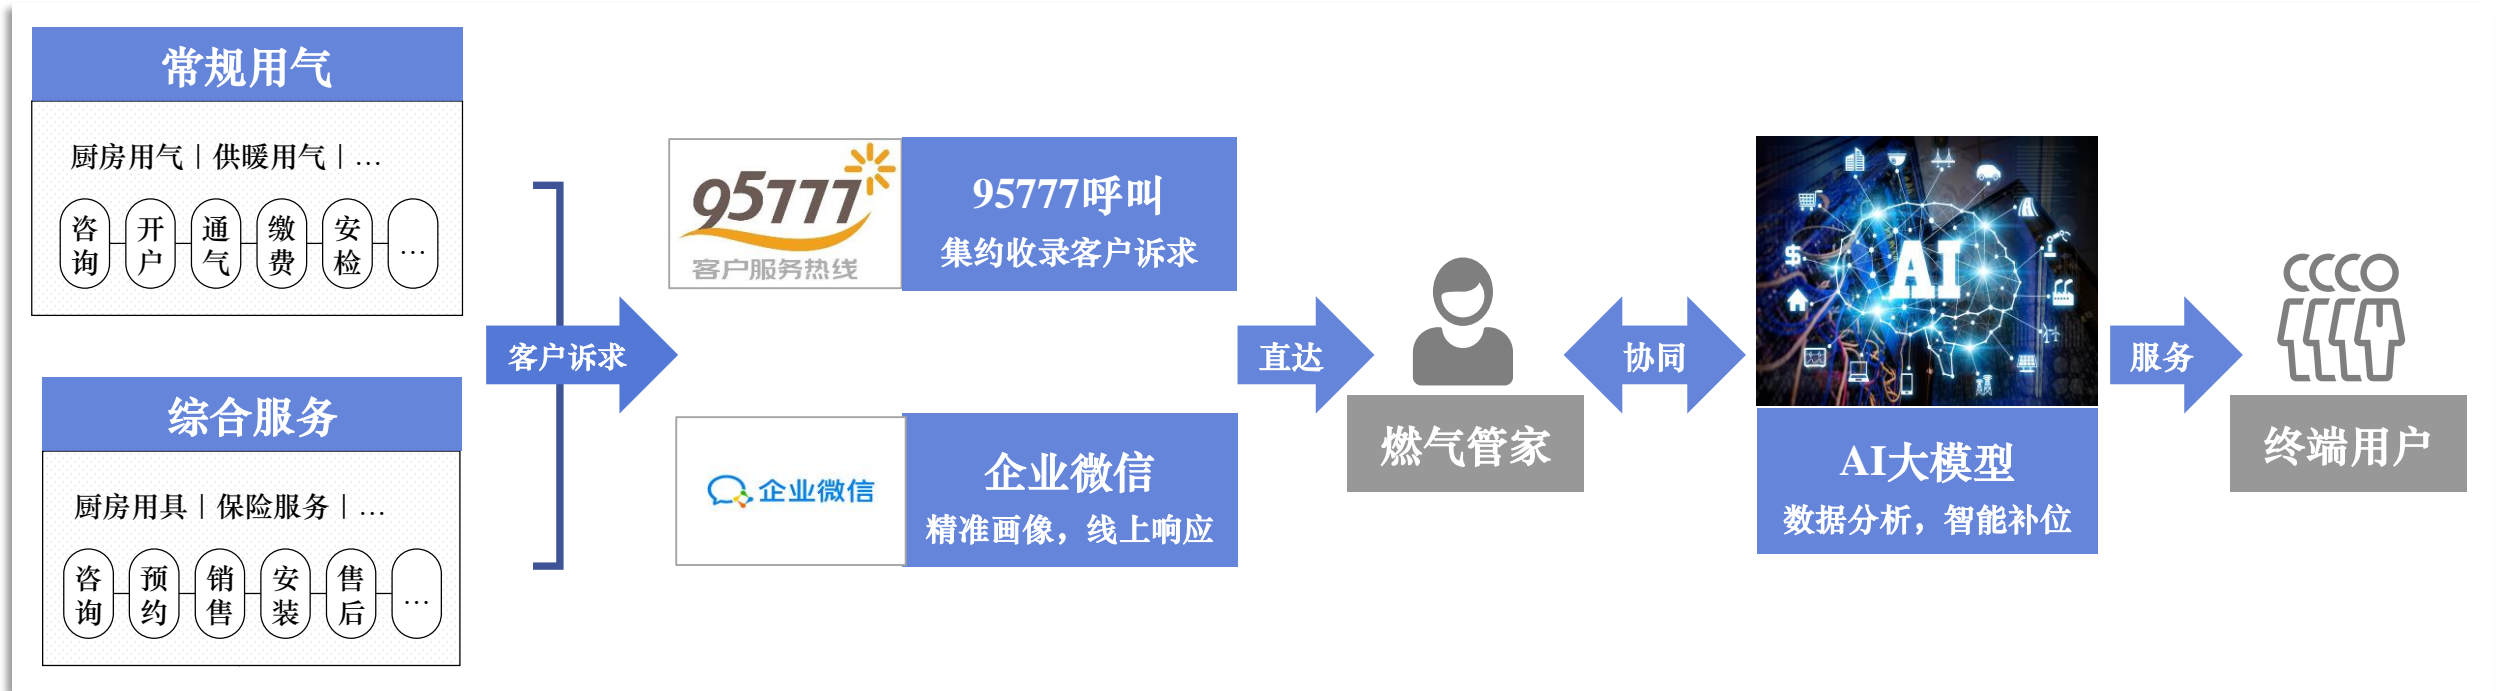 常规用气
厨房用气 | 供暖用气 | …
咨询
开户
通气
缴费
安检
…
综合服务
厨房用具 | 保险服务 | …
咨询
预约
销售
安装
售后
…
客户诉求
95777
客户服务热线
95777呼叫
集约收录客户诉求
企业微信
企业微信
精准画像，线上响应
直达
燃气管家
协同
AI
AI大模型
数据分析，智能补位
服务
终端用户